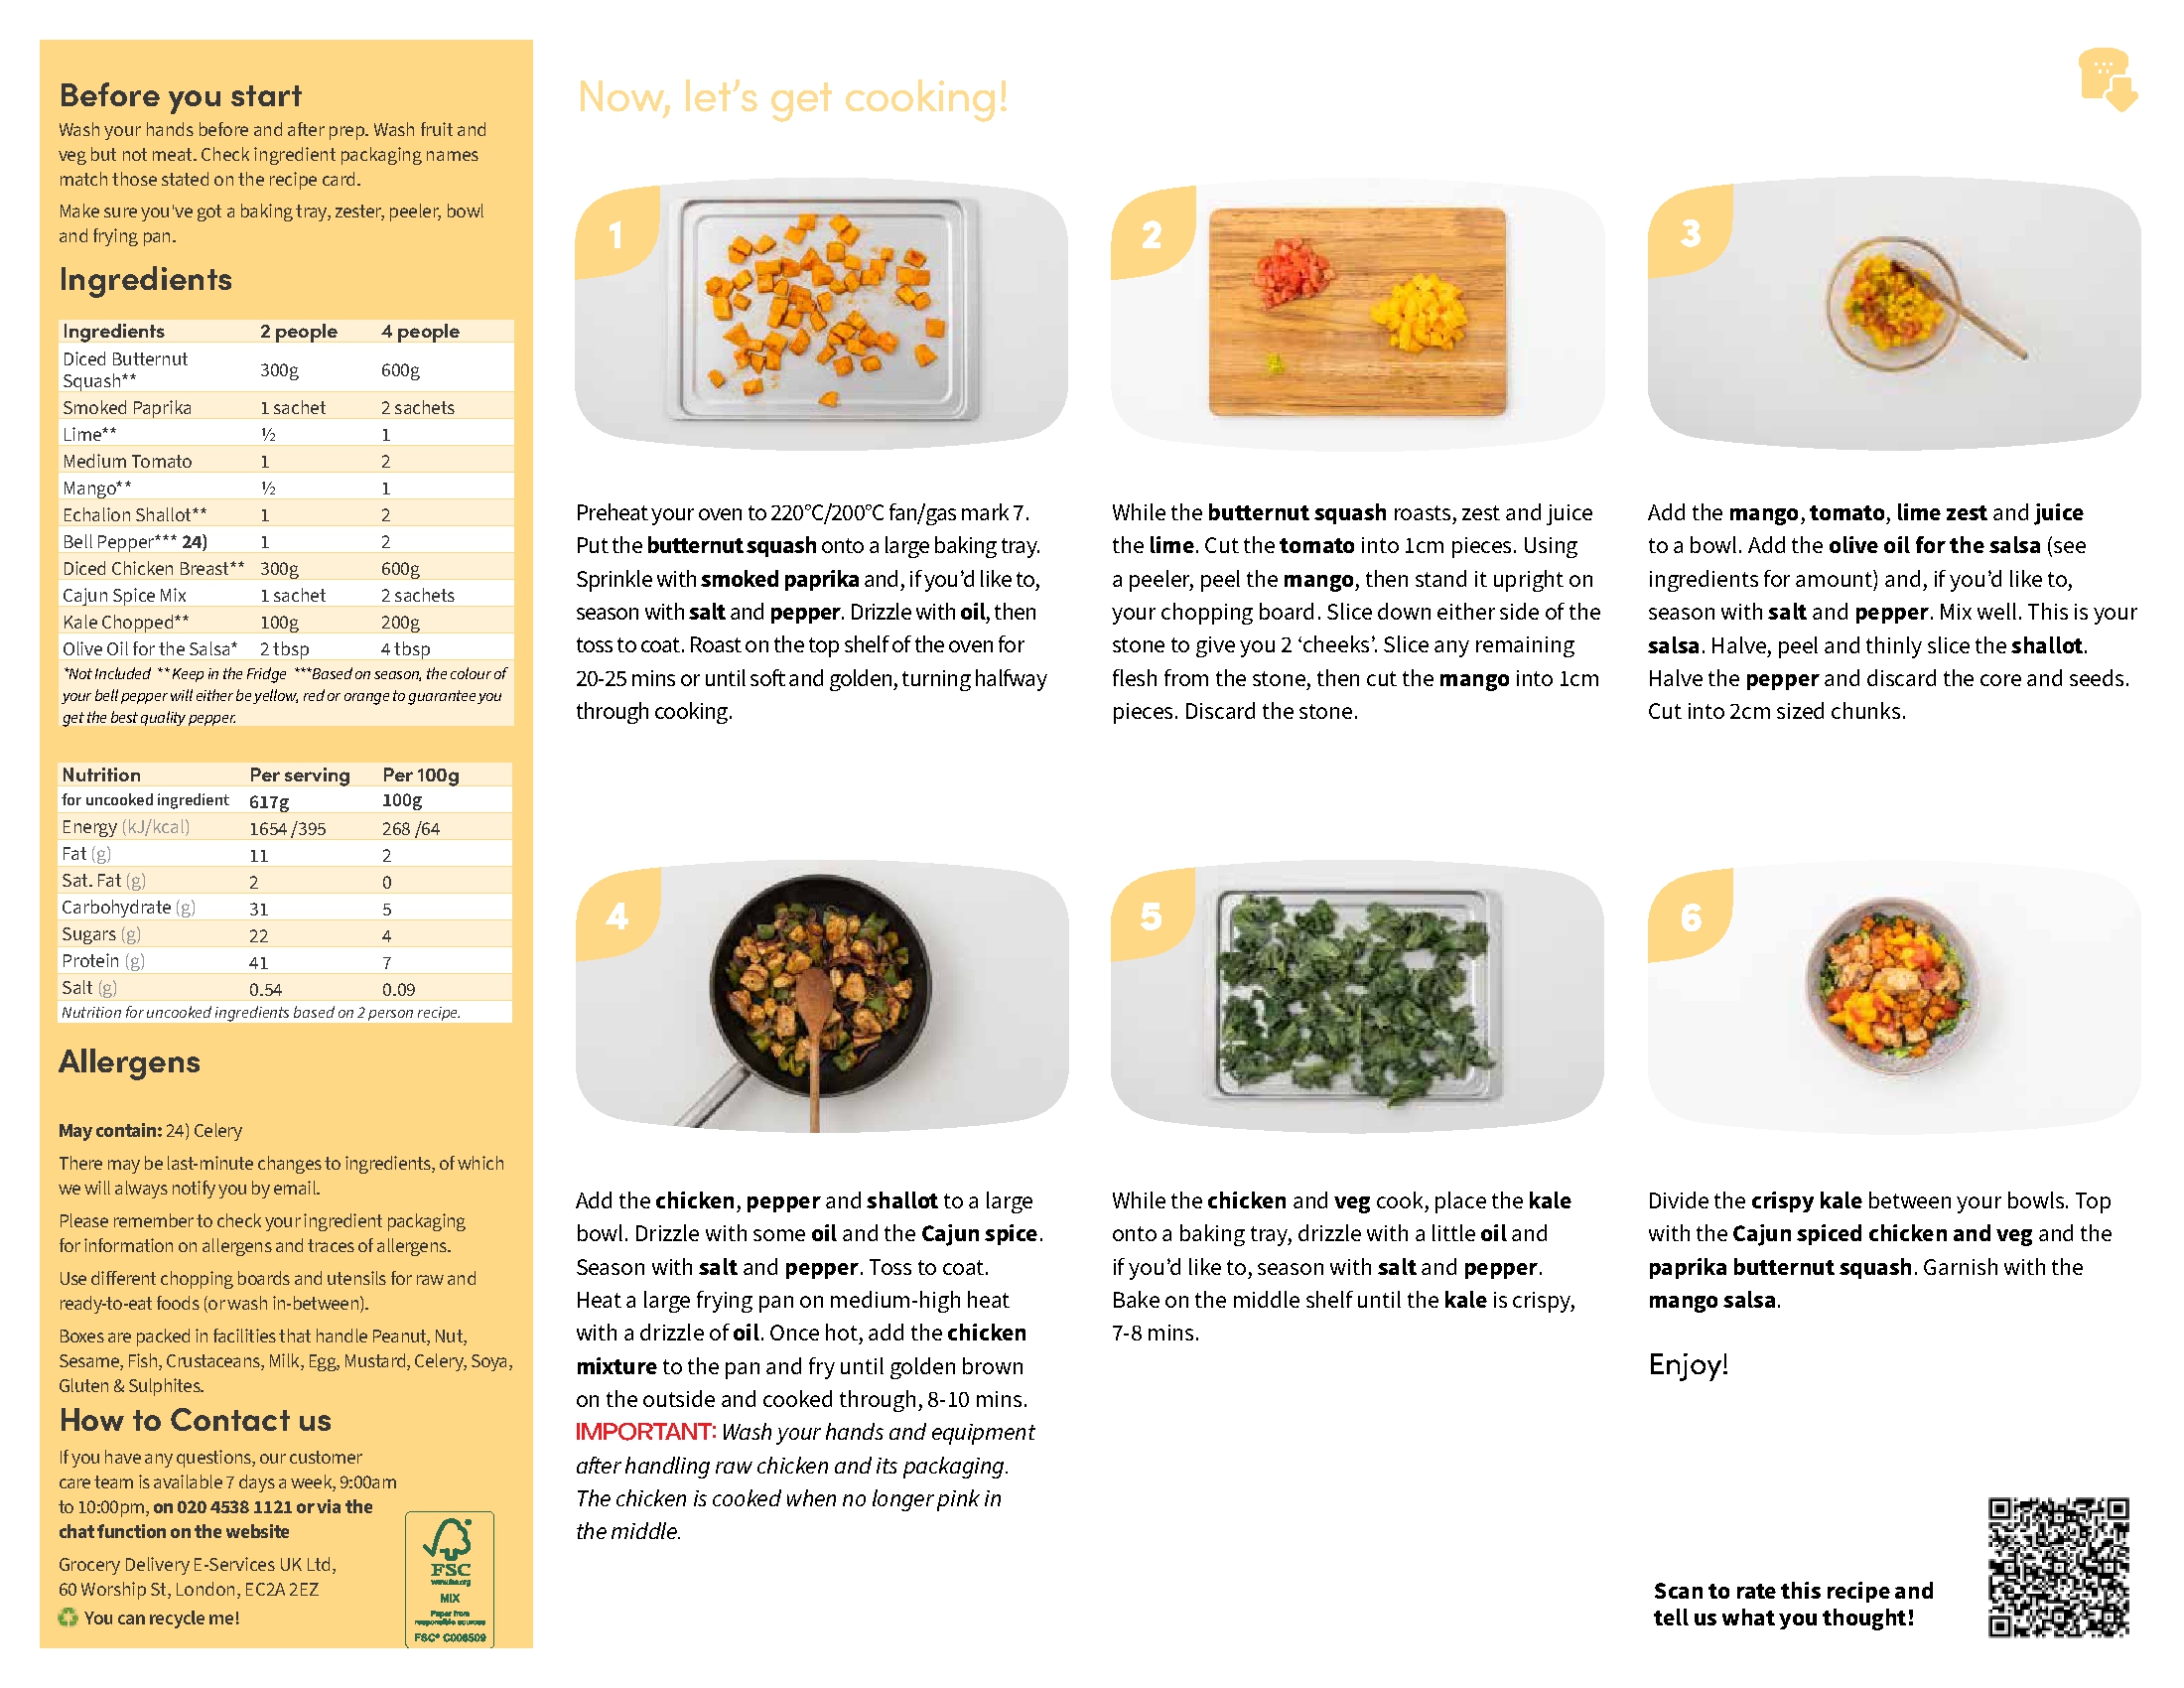 Before you start
Wash your hands before and after prep. Wash fruit and
veg but not meat. Check ingredient packaging names
match those stated on the recipe card.
Make sure you've got a baking tray, zester, peeler, bowl
and frying pan.
Ingredients
Ingredients 2 people 4 people
Diced Butternut
Squash** 300g 600g
Smoked Paprika 1 sachet 2 sachets
Lime** ½ 1
Medium Tomato 1 2
Mango** ½ 1
Echalion Shallot** 1 2
Bell Pepper*** 24) 1 2
Diced Chicken Breast** 300g 600g
Cajun Spice Mix 1 sachet 2 sachets
Kale Chopped** 100g 200g
Olive Oil for the Salsa* 2 tbsp 4 tbsp
*Not Included **Keep in the Fridge ***Based on season, the colour of
your bell pepper will either be yellow, red or orange to guarantee you
get the best quality pepper.
Nutrition Per serving Per 100g
for uncooked ingredient 617g 100g
Energy (kJ/kcal) 1654 /395 268 /64
Fat (g) 11 2
Sat. Fat (g) 2 0
Carbohydrate (g) 31 5
Sugars (g) 22 4
Protein (g) 41 7
Salt (g) 0.54 0.09
Nutrition for uncooked ingredients based on 2 person recipe.
Allergens
May contain: 24) Celery
There may be last-minute changes to ingredients, of which
we will always notify you by email.
Please remember to check your ingredient packaging
for information on allergens and traces of allergens.
Use different chopping boards and utensils for raw and
ready-to-eat foods (or wash in-between).
Boxes are packed in facilities that handle Peanut, Nut,
Sesame, Fish, Crustaceans, Milk, Egg, Mustard, Celery, Soya,
Gluten & Sulphites.
How to Contact us
If you have any questions, our customer
care team is available 7 days a week, 9:00am
to 10:00pm, on 020 4538 1121 or via the
chat function on the website
Grocery Delivery E-Services UK Ltd,
60 Worship St, London, EC2A 2EZ
You can recycle me!
FSC
www.fsc.org
MIX
Paper from
responsible sources
FSC® C006509
Now, let's get cooking!
1
Preheat your oven to 220°C/200°C fan/gas mark 7.
Put the butternut squash onto a large baking tray.
Sprinkle with smoked paprika and, if you'd like to,
season with salt and pepper. Drizzle with oil, then
toss to coat. Roast on the top shelf of the oven for
20-25 mins or until soft and golden, turning halfway
through cooking.
2
While the butternut squash roasts, zest and juice
the lime. Cut the tomato into 1cm pieces. Using
a peeler, peel the mango, then stand it upright on
your chopping board. Slice down either side of the
stone to give you 2 'cheeks'. Slice any remaining
flesh from the stone, then cut the mango into 1cm
pieces. Discard the stone.
3
Add the mango, tomato, lime zest and juice
to a bowl. Add the olive oil for the salsa (see
ingredients for amount) and, if you'd like to,
season with salt and pepper. Mix well. This is your
salsa. Halve, peel and thinly slice the shallot.
Halve the pepper and discard the core and seeds.
Cut into 2cm sized chunks.
4
Add the chicken, pepper and shallot to a large
bowl. Drizzle with some oil and the Cajun spice.
Season with salt and pepper. Toss to coat.
Heat a large frying pan on medium-high heat
with a drizzle of oil. Once hot, add the chicken
mixture to the pan and fry until golden brown
on the outside and cooked through, 8-10 mins.
IMPORTANT: Wash your hands and equipment
after handling raw chicken and its packaging.
The chicken is cooked when no longer pink in
the middle.
5
While the chicken and veg cook, place the kale
onto a baking tray, drizzle with a little oil and
if you'd like to, season with salt and pepper.
Bake on the middle shelf until the kale is crispy,
7-8 mins.
6
Divide the crispy kale between your bowls. Top
with the Cajun spiced chicken and veg and the
paprika butternut squash. Garnish with the
mango salsa.
Enjoy!
Scan to rate this recipe and
tell us what you thought!